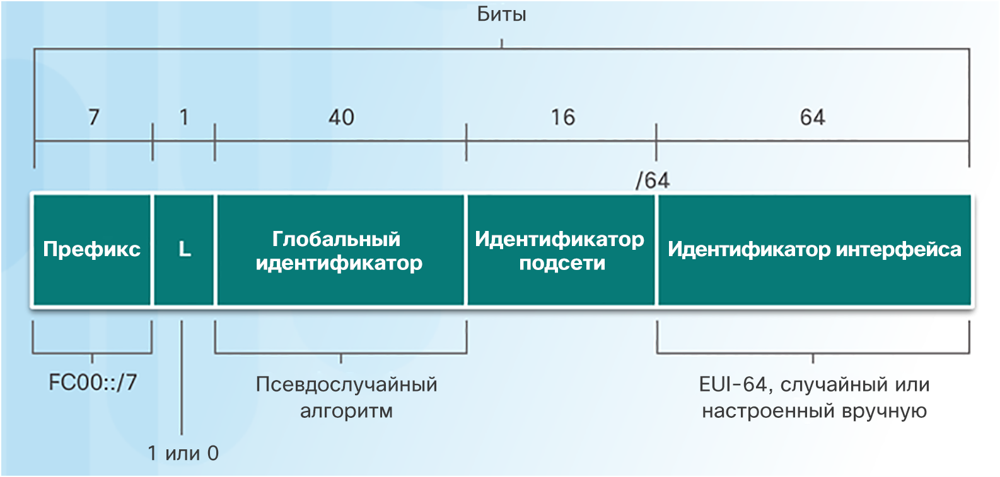 Биты
7 1 40 16 64
/64
Префикс
L
Глобальный
идентификатор
Идентификатор
подсети
Идентификатор интерфейса
FC00::/7
1 или 0
Псевдослучайный
алгоритм
EUI-64, случайный или
настроенный вручную